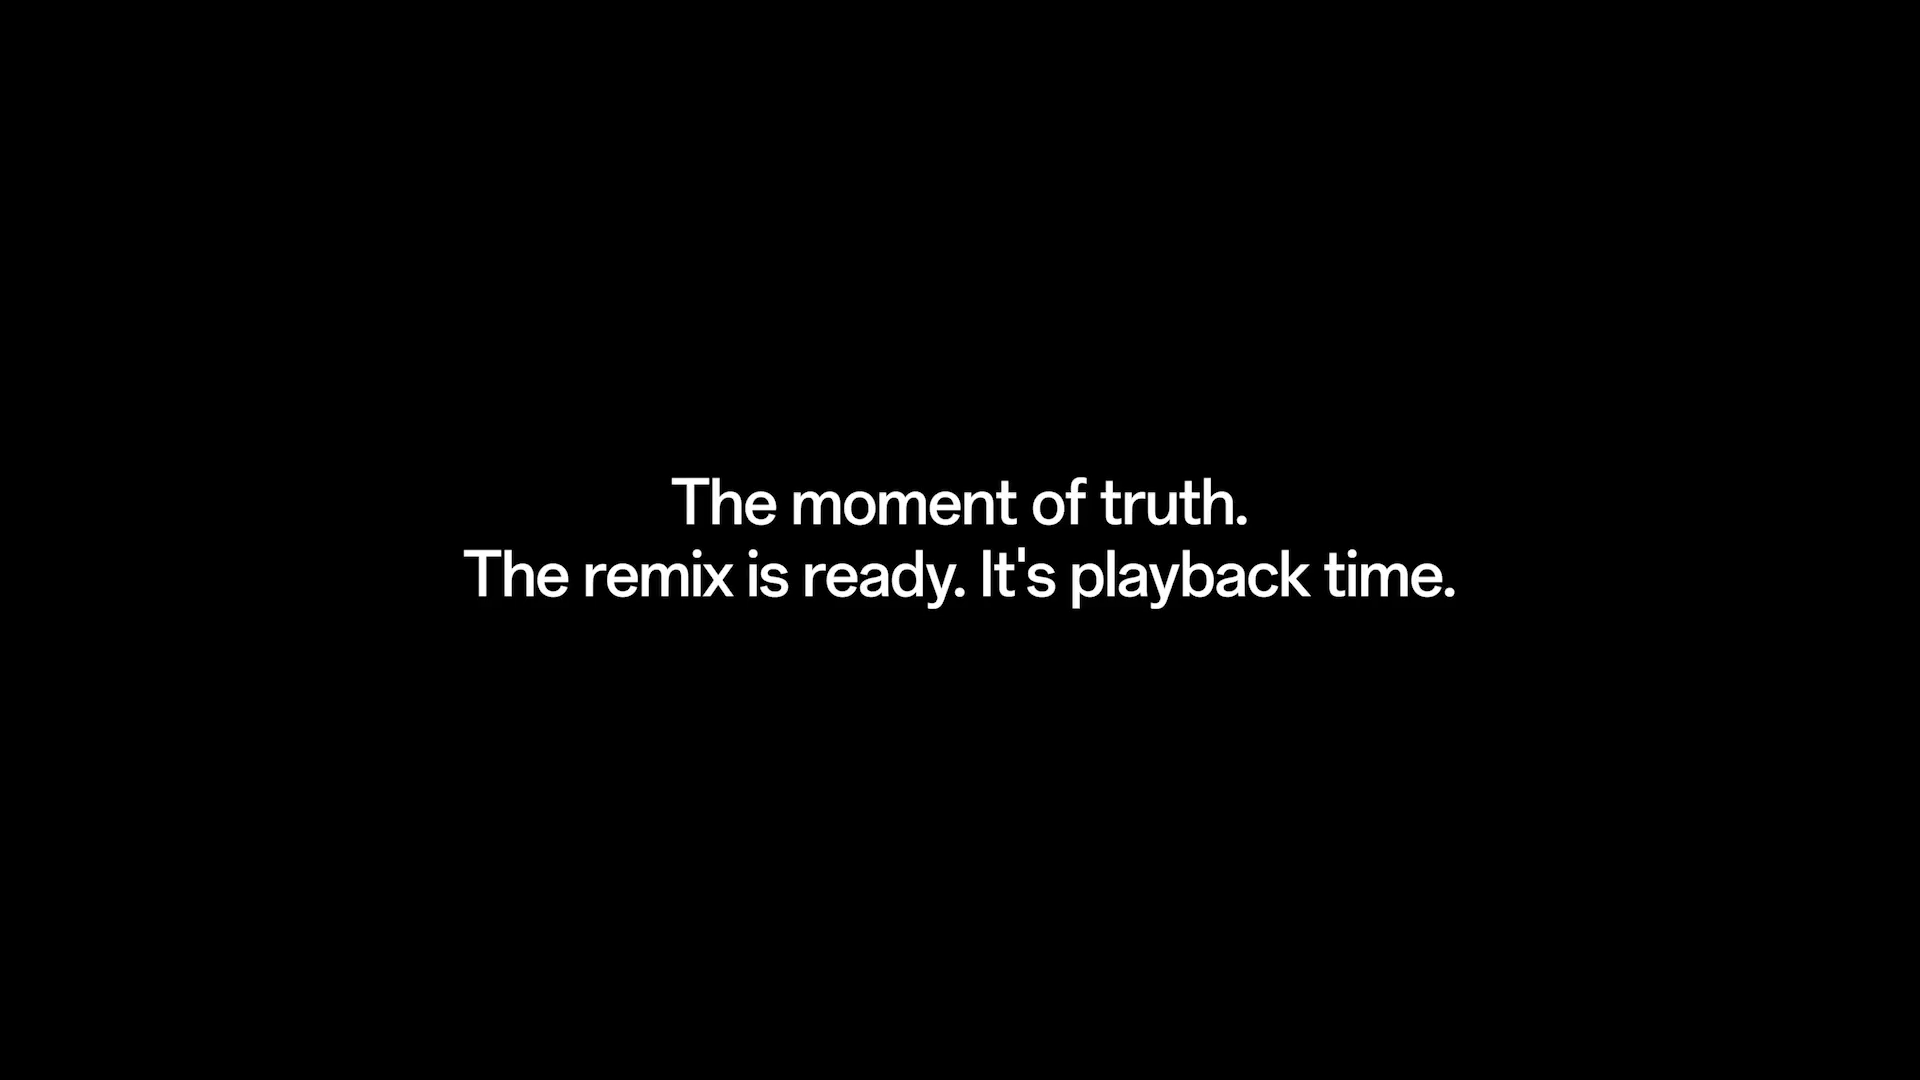 The moment of truth.
The remix is ready. It's playback time.